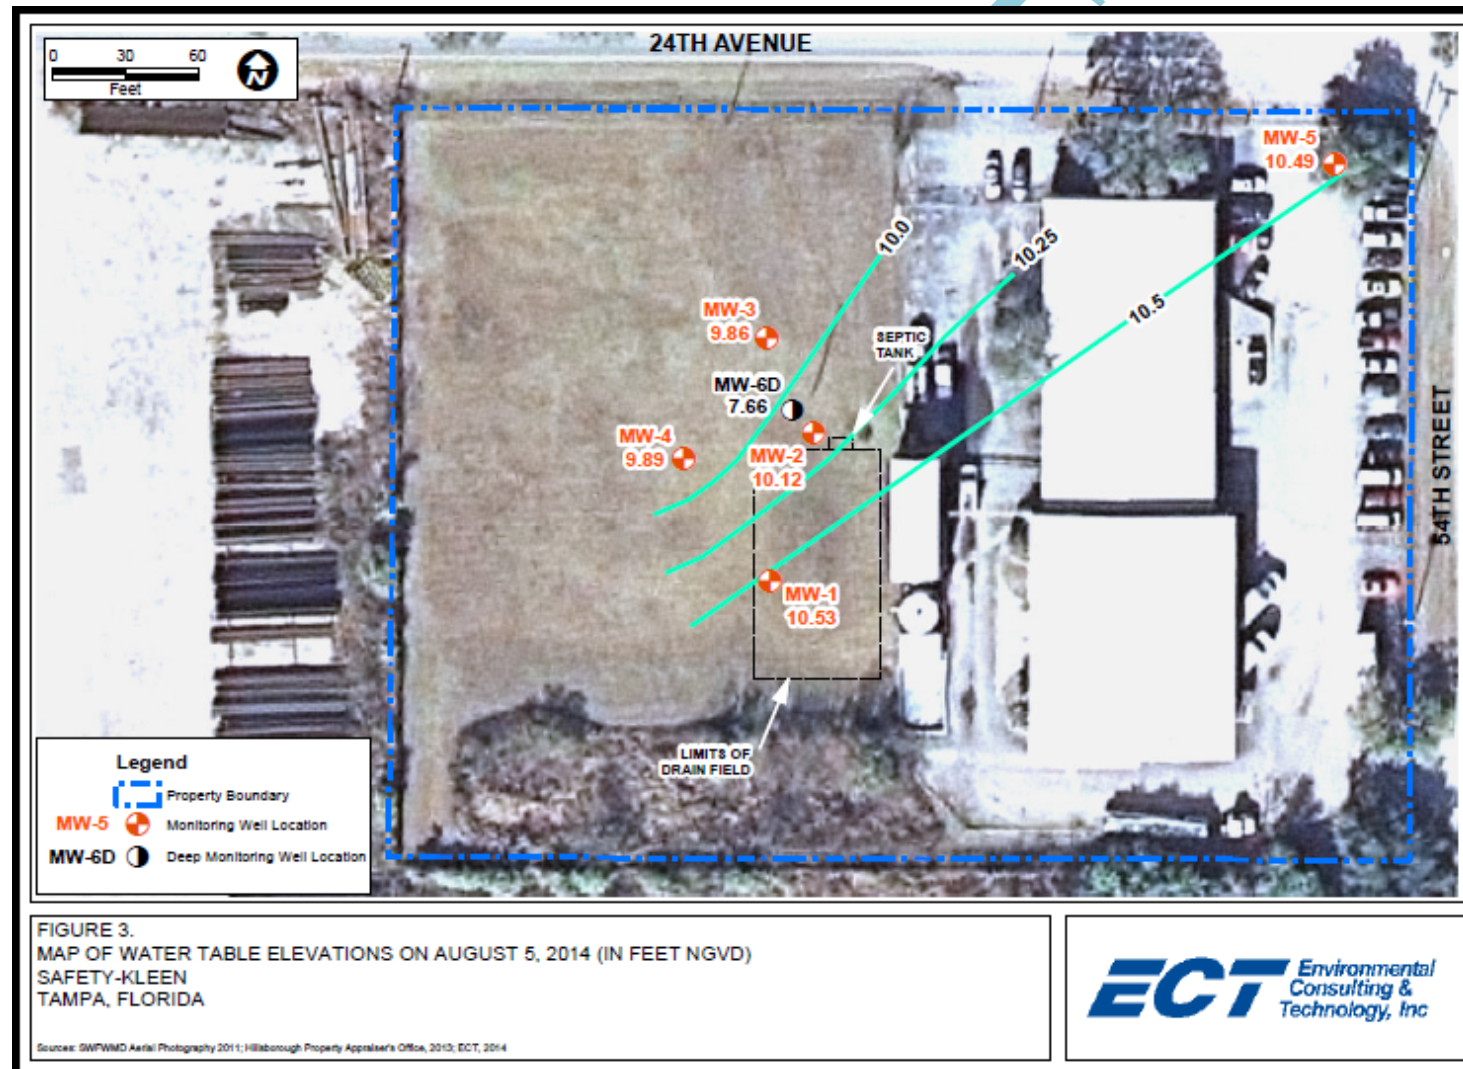 24TH AVENUE
0 30 60
Feet
N
MW-5
10.49
10.0
10.25
10.5
MW-3
9.86
SEPTIC
TANK
MW-6D
7.66
MW-4
9.89
MW-2
10.12
54TH STREET
MW-1
10.53
LIMITS OF
DRAIN FIELD
Legend
Property Boundary
MW-5 Monitoring Well Location
MW-6D Deep Monitoring Well Location
FIGURE 3.
MAP OF WATER TABLE ELEVATIONS ON AUGUST 5, 2014 (IN FEET NGVD)
SAFETY-KLEEN
TAMPA, FLORIDA
Sources: SWFWMD Aerial Photography 2011; Hillsborough Property Appraiser's Office, 2013; ECT, 2014
ECT
Environmental
Consulting &
Technology, Inc